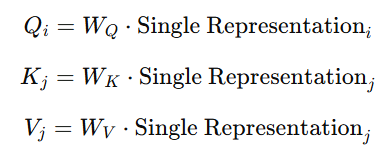 Q_i = W_Q · Single Representation_i
K_j = W_K · Single Representation_j
V_j = W_V · Single Representation_j